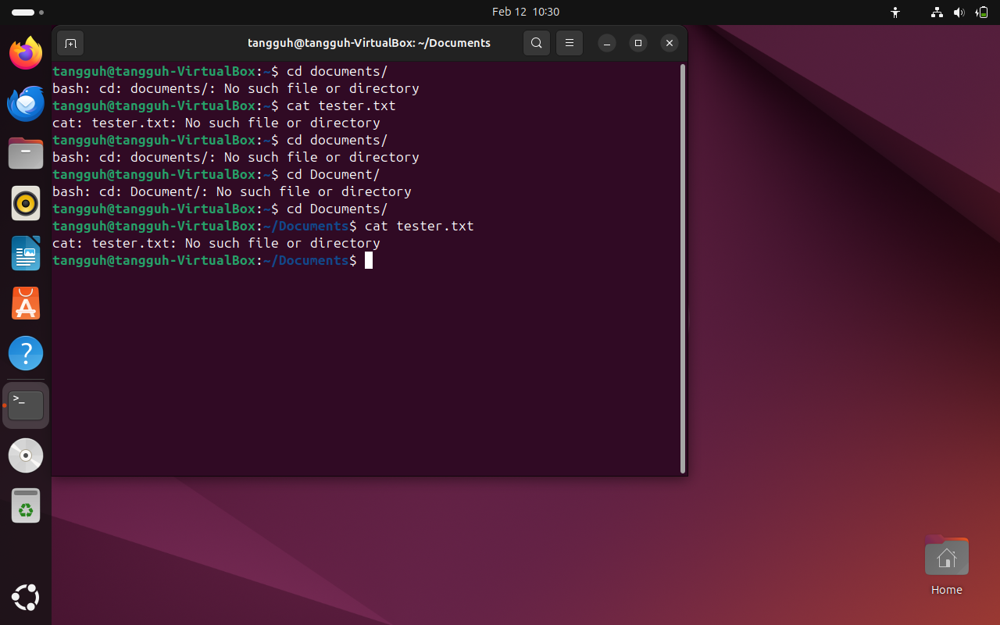 Feb 12 10:30
tangguh@tangguh-VirtualBox: ~/Documents
tangguh@tangguh-VirtualBox:~$ cd documents/
bash: cd: documents/: No such file or directory
tangguh@tangguh-VirtualBox:~$ cat tester.txt
cat: tester.txt: No such file or directory
tangguh@tangguh-VirtualBox:~$ cd documents/
bash: cd: documents/: No such file or directory
tangguh@tangguh-VirtualBox:~$ cd Document/
bash: cd: Document/: No such file or directory
tangguh@tangguh-VirtualBox:~$ cd Documents/
tangguh@tangguh-VirtualBox:~/Documents$ cat tester.txt
cat: tester.txt: No such file or directory
tangguh@tangguh-VirtualBox:~/Documents$
Home